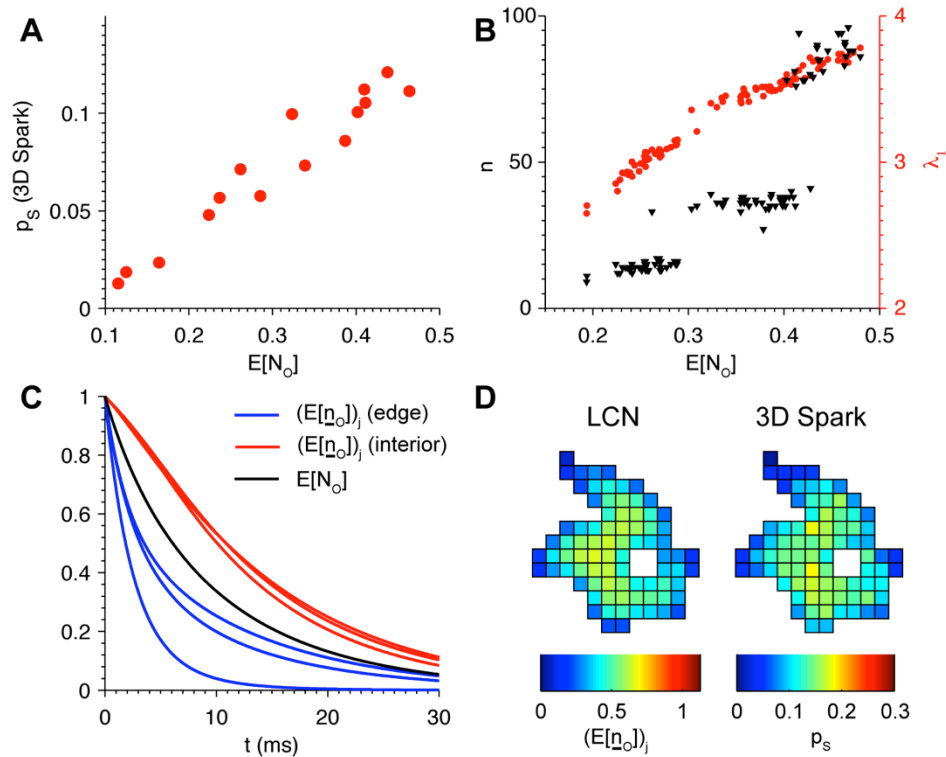 A
p_S (3D Spark)
0.1
0.05
0
0.1 0.2 0.3 0.4 0.5
E[N_O]
B
n
100
50
0
4
3
2
λ_1
0.2 0.3 0.4 0.5
E[N_O]
C
1
0.8
0.6
0.4
0.2
0
(E[n_O])_j (edge)
(E[n_O])_j (interior)
E[N_O]
0 10 20 30
t (ms)
D
LCN 3D Spark
0 1
(E[n_O])_j
0 0.1 0.2 0.3
p_S